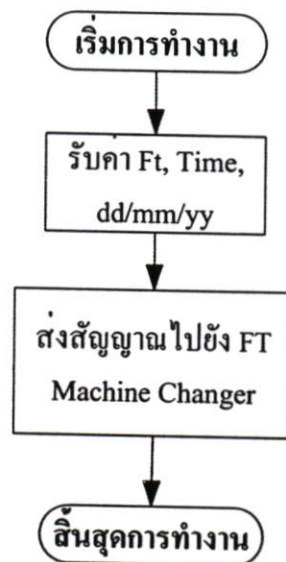 เริ่มการทำงาน
รับค่า Ft, Time,
dd/mm/yy
ส่งสัญญาณไปยัง FT
Machine Changer
สิ้นสุดการทำงาน